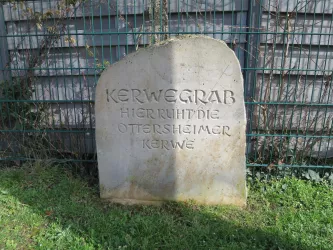 KERWEGRAB
HIER RUHT DIE
OTTERSHEIMER
KERWE